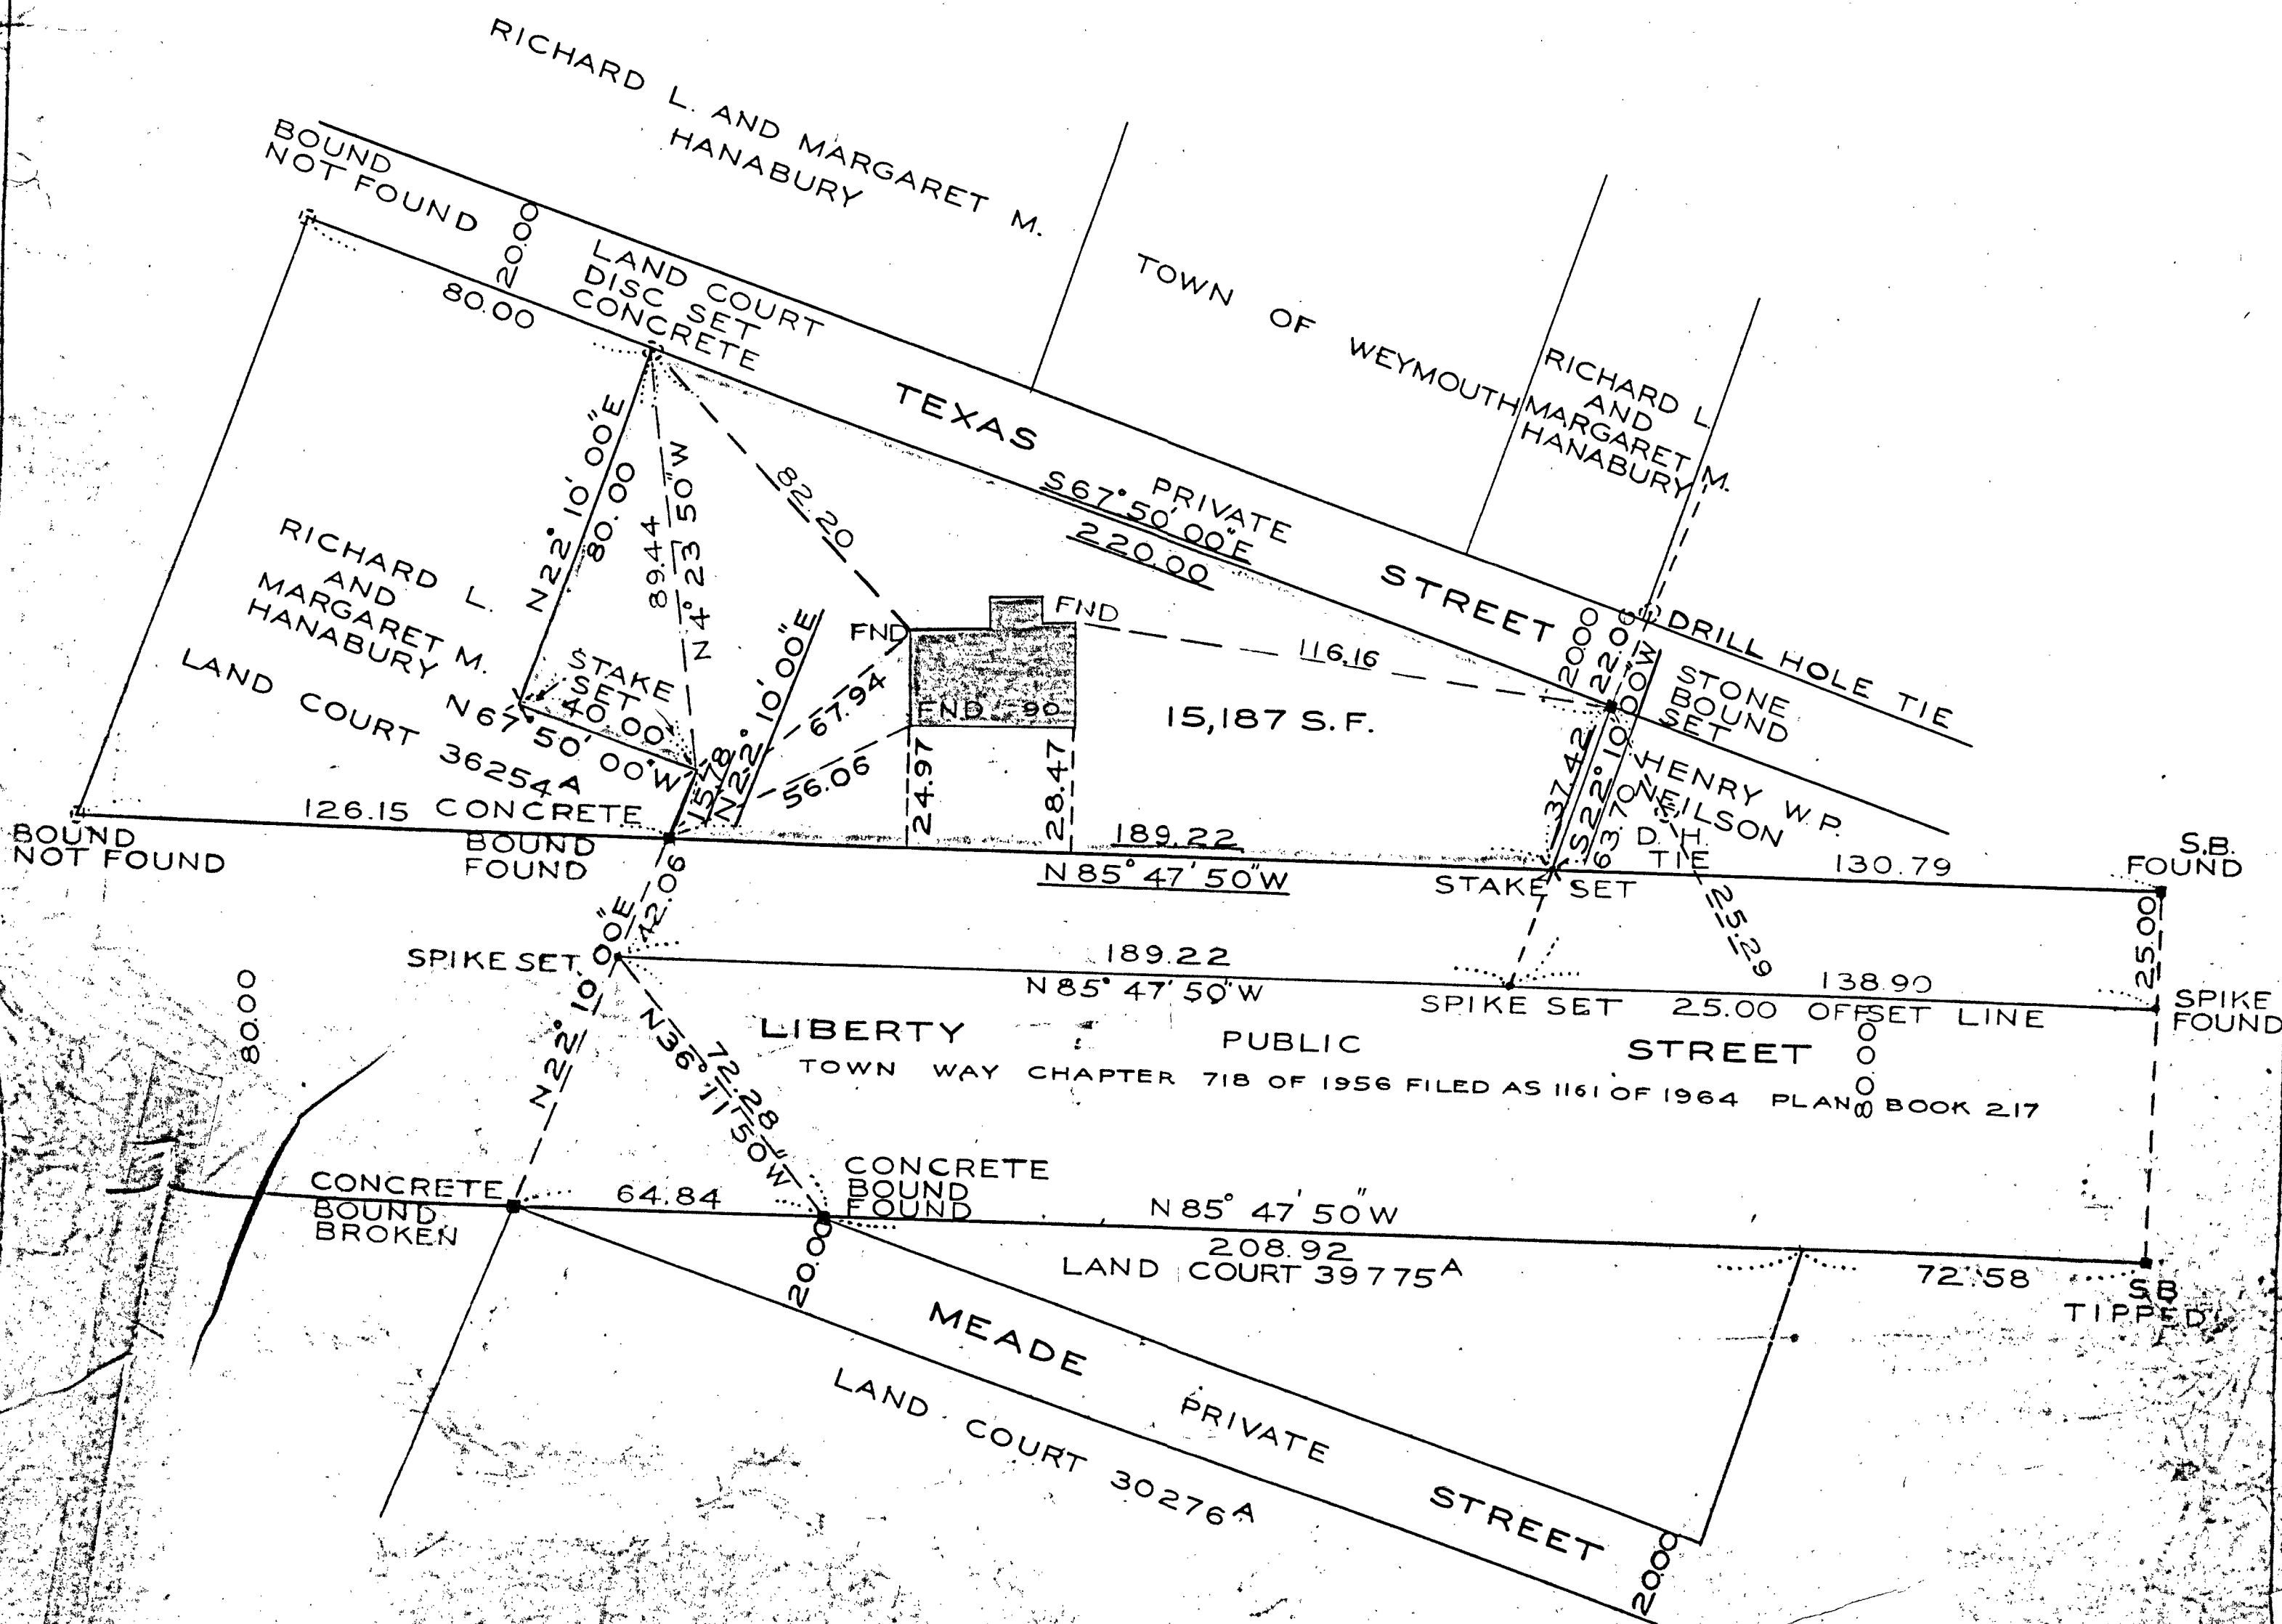 RICHARD L. AND MARGARET M.
HANABURY
BOUND
NOT FOUND
20.00
80.00
LAND COURT
DISC SET
CONCRETE
TOWN OF WEYMOUTH
RICHARD L.
AND
MARGARET M.
HANABURY
TEXAS PRIVATE STREET
S67°50'00"E
220.00
N22° 10' 00"E
80.00
89.44
N4° 23' 50"W
82.20
RICHARD L.
AND
MARGARET M.
HANABURY
LAND COURT 36254A
STAKE
SET
40.00
N67° 50' 00"W
15.78
N22° 10' 00"E
67.94
56.06
FND
FND
FND
90
24.97
28.47
116.16
15,187 S.F.
20.00
22.06
DRILL HOLE TIE
STONE
BOUND
SET
37.42
S22° 10' 00"W
63.70
HENRY W.P.
NEILSON
D. H.
TIE
25.29
126.15
CONCRETE
BOUND
FOUND
BOUND
NOT FOUND
189.22
N85° 47' 50"W
STAKE SET
130.79
S.B.
FOUND
42.06
SPIKE SET
N22° 10' 00"E
189.22
N85° 47' 50"W
SPIKE SET
138.90
25.00 OFFSET LINE
25.00
SPIKE
FOUND
80.00
N36° 11' 50"W
72.28
LIBERTY PUBLIC STREET
TOWN WAY CHAPTER 718 OF 1956 FILED AS 1161 OF 1964 PLAN BOOK 217
80.00
CONCRETE
BOUND
BROKEN
64.84
CONCRETE
BOUND
FOUND
N85° 47' 50"W
208.92
LAND COURT 39775A
72.58
S.B.
TIPPED
20.00
MEADE PRIVATE STREET
LAND COURT 30276A
20.00